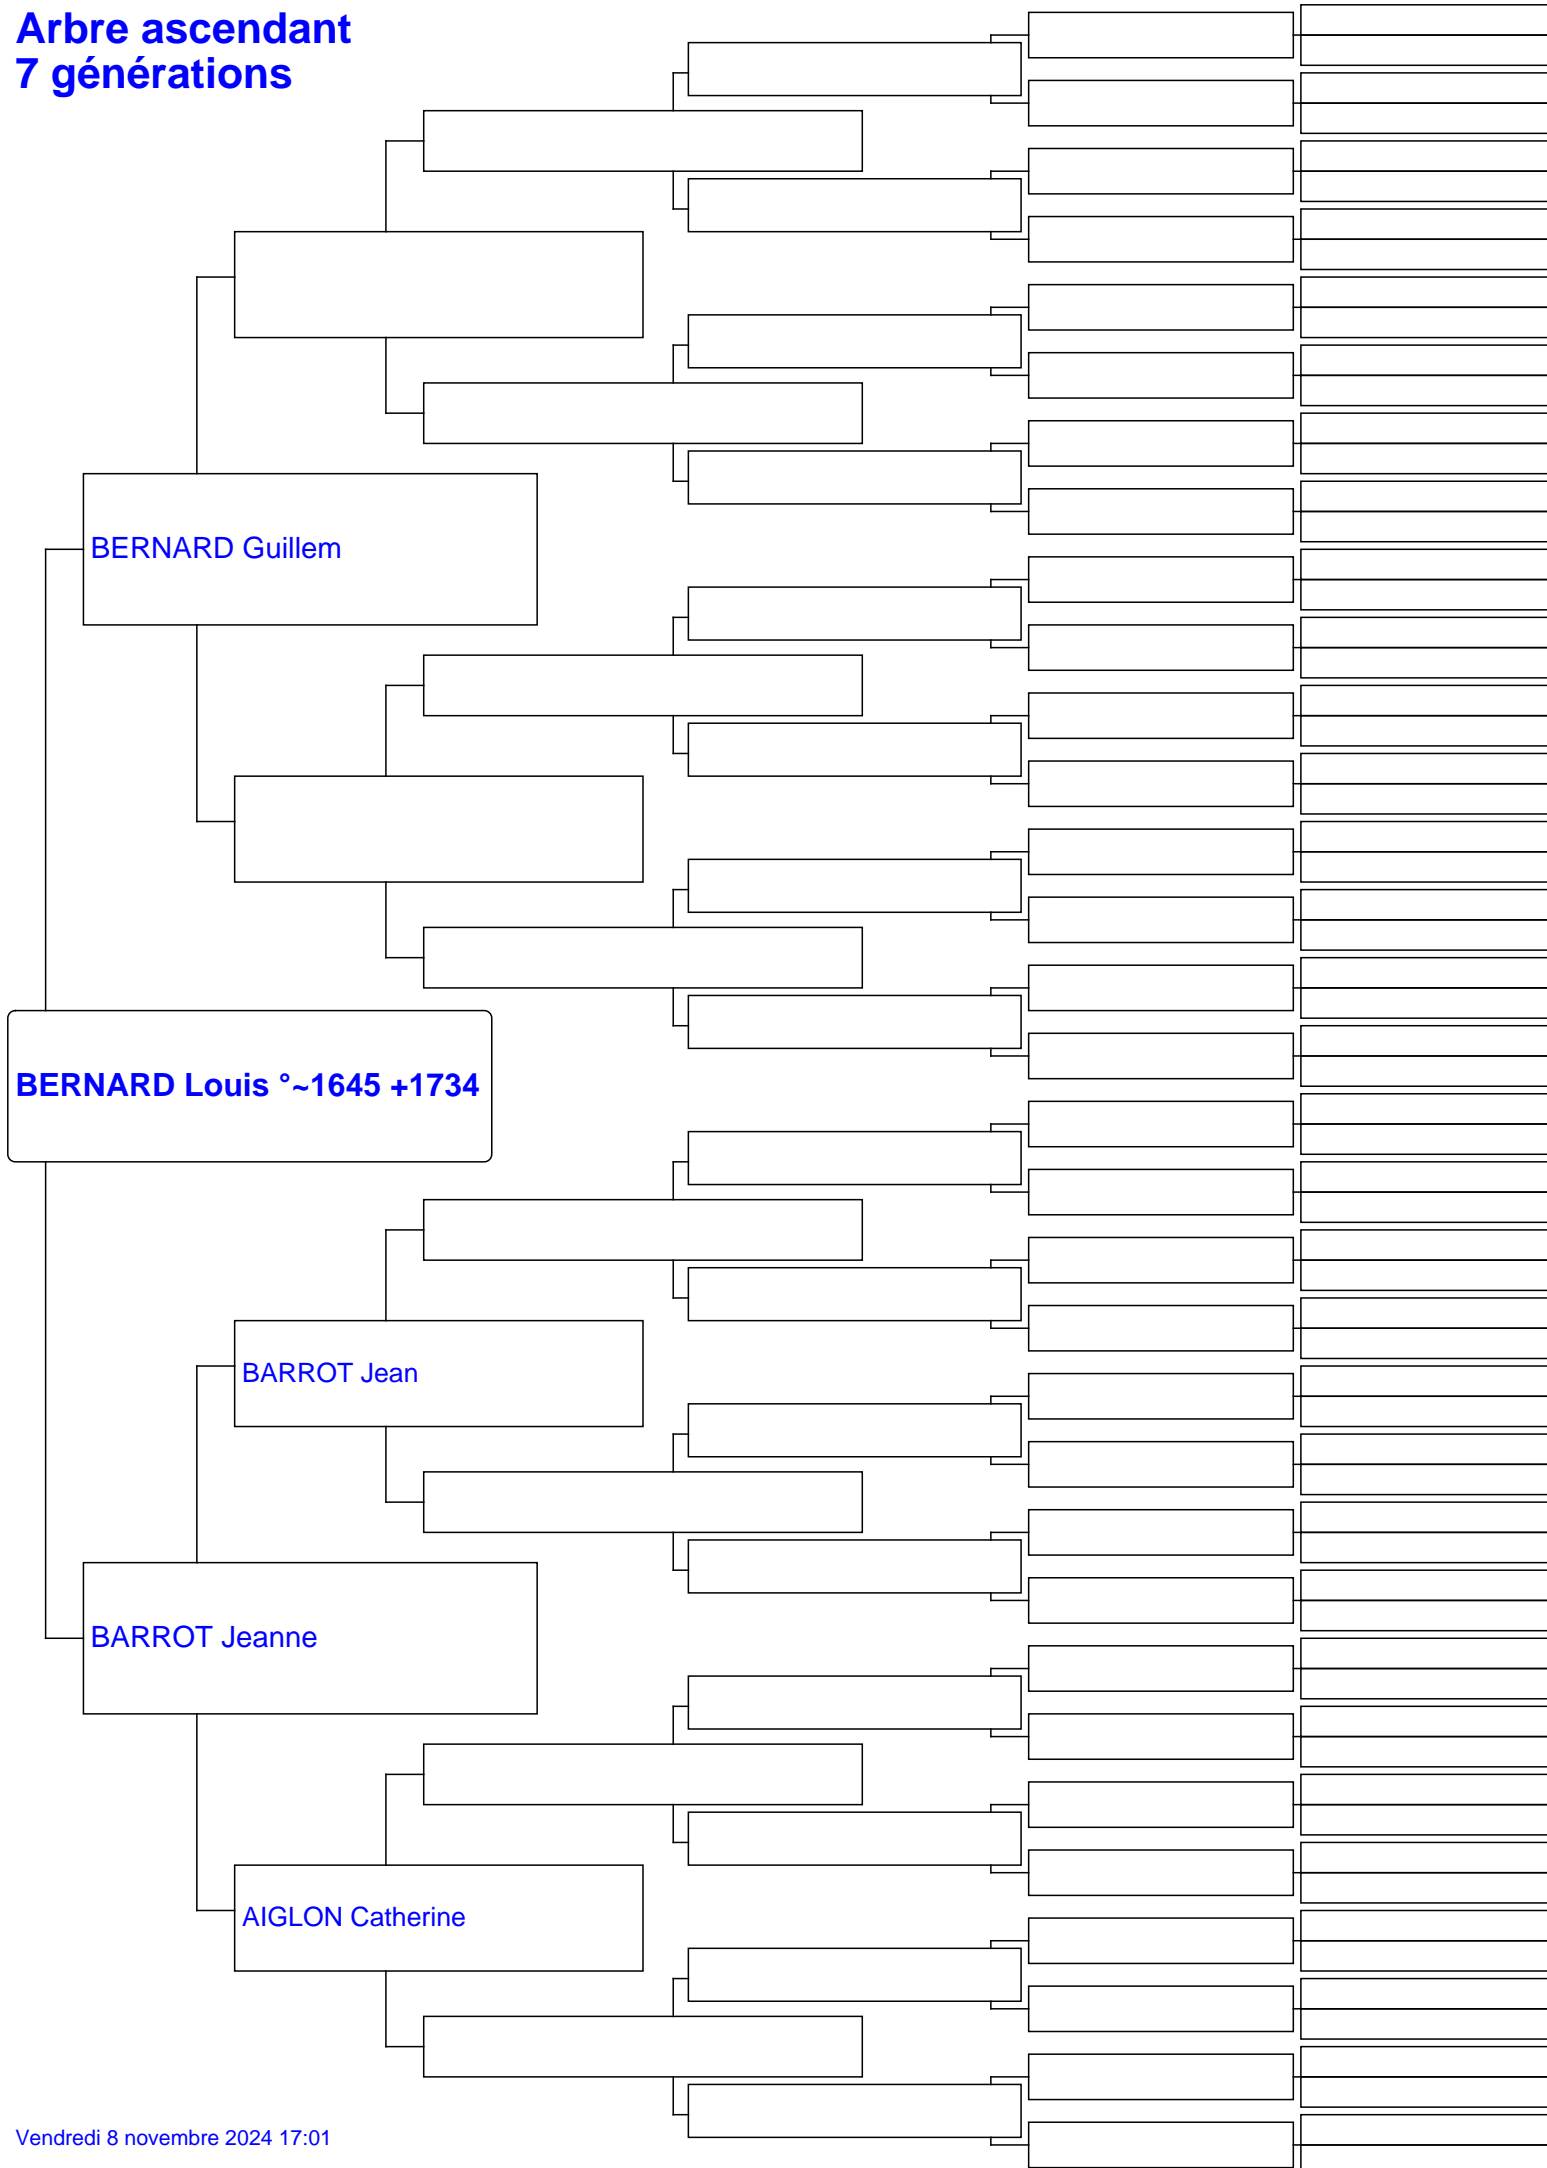 Arbre ascendant
7 générations
BERNARD Guillem
BERNARD Louis °~1645 +1734
BARROT Jean
BARROT Jeanne
AIGLON Catherine
Vendredi 8 novembre 2024 17:01